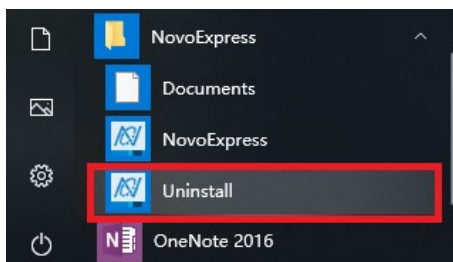 NovoExpress
Documents
NovoExpress
Uninstall
N OneNote 2016